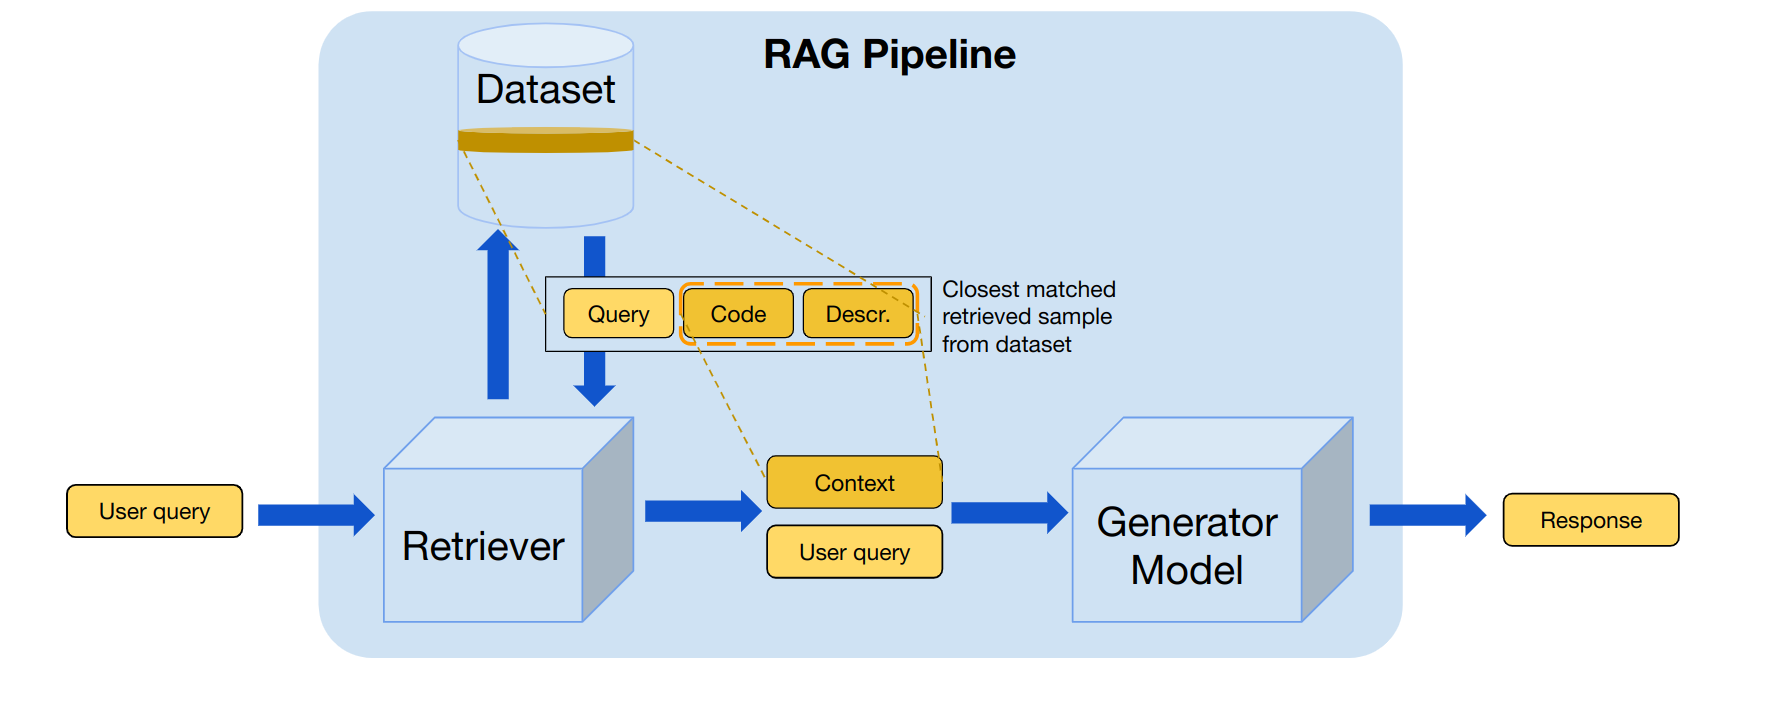 RAG Pipeline
Dataset
Query
Code
Descr.
Closest matched
retrieved sample
from dataset
User query
Retriever
Context
User query
Generator
Model
Response